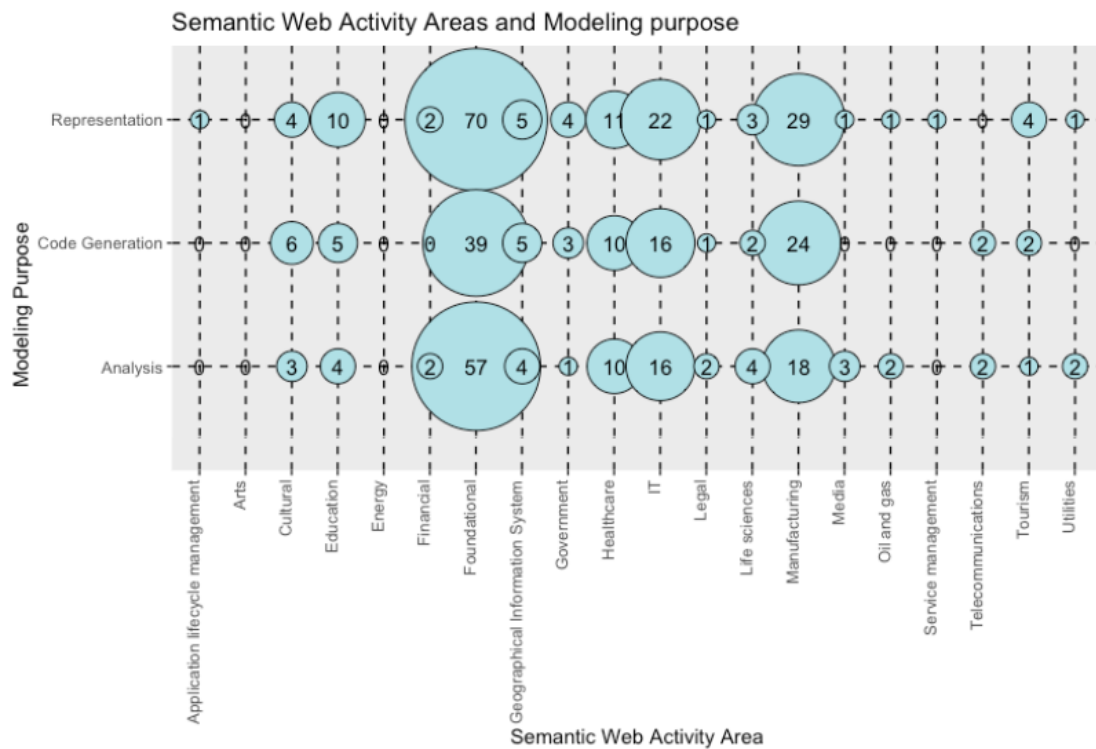 Semantic Web Activity Areas and Modeling purpose
Representation 1 0 4 10 0 2 70 5 4 11 22 1 3 29 1 1 1 0 4 1
Code Generation 0 0 6 5 0 0 39 5 3 10 16 1 2 24 0 0 0 2 2 0
Analysis 0 0 3 4 0 2 57 4 1 10 16 2 4 18 3 2 0 2 1 2
Modeling Purpose
Application lifecycle management
Arts
Cultural
Education
Energy
Financial
Foundational
Geographical Information System
Government
Healthcare
IT
Legal
Life sciences
Manufacturing
Media
Oil and gas
Service management
Telecommunications
Tourism
Utilities
Semantic Web Activity Area